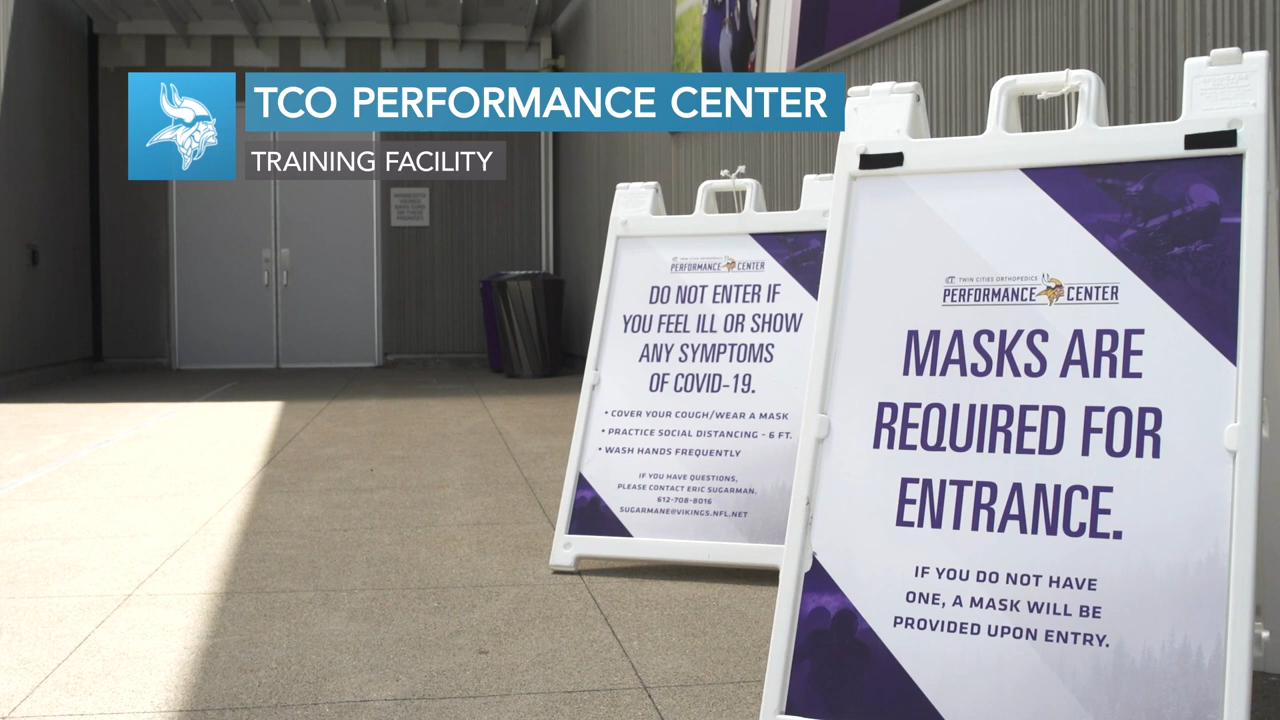 TCO PERFORMANCE CENTER
TRAINING FACILITY
TWIN CITIES ORTHOPEDICS
PERFORMANCE CENTER
DO NOT ENTER IF
YOU FEEL ILL OR SHOW
ANY SYMPTOMS
OF COVID-19.
• COVER YOUR COUGH/WEAR A MASK
• PRACTICE SOCIAL DISTANCING - 6 FT.
• WASH HANDS FREQUENTLY
IF YOU HAVE QUESTIONS,
PLEASE CONTACT ERIC SUGARMAN.
612-708-8016
SUGARMANE@VIKINGS.NFL.NET
TWIN CITIES ORTHOPEDICS
PERFORMANCE CENTER
MASKS ARE
REQUIRED FOR
ENTRANCE.
IF YOU DO NOT HAVE
ONE, A MASK WILL BE
PROVIDED UPON ENTRY.